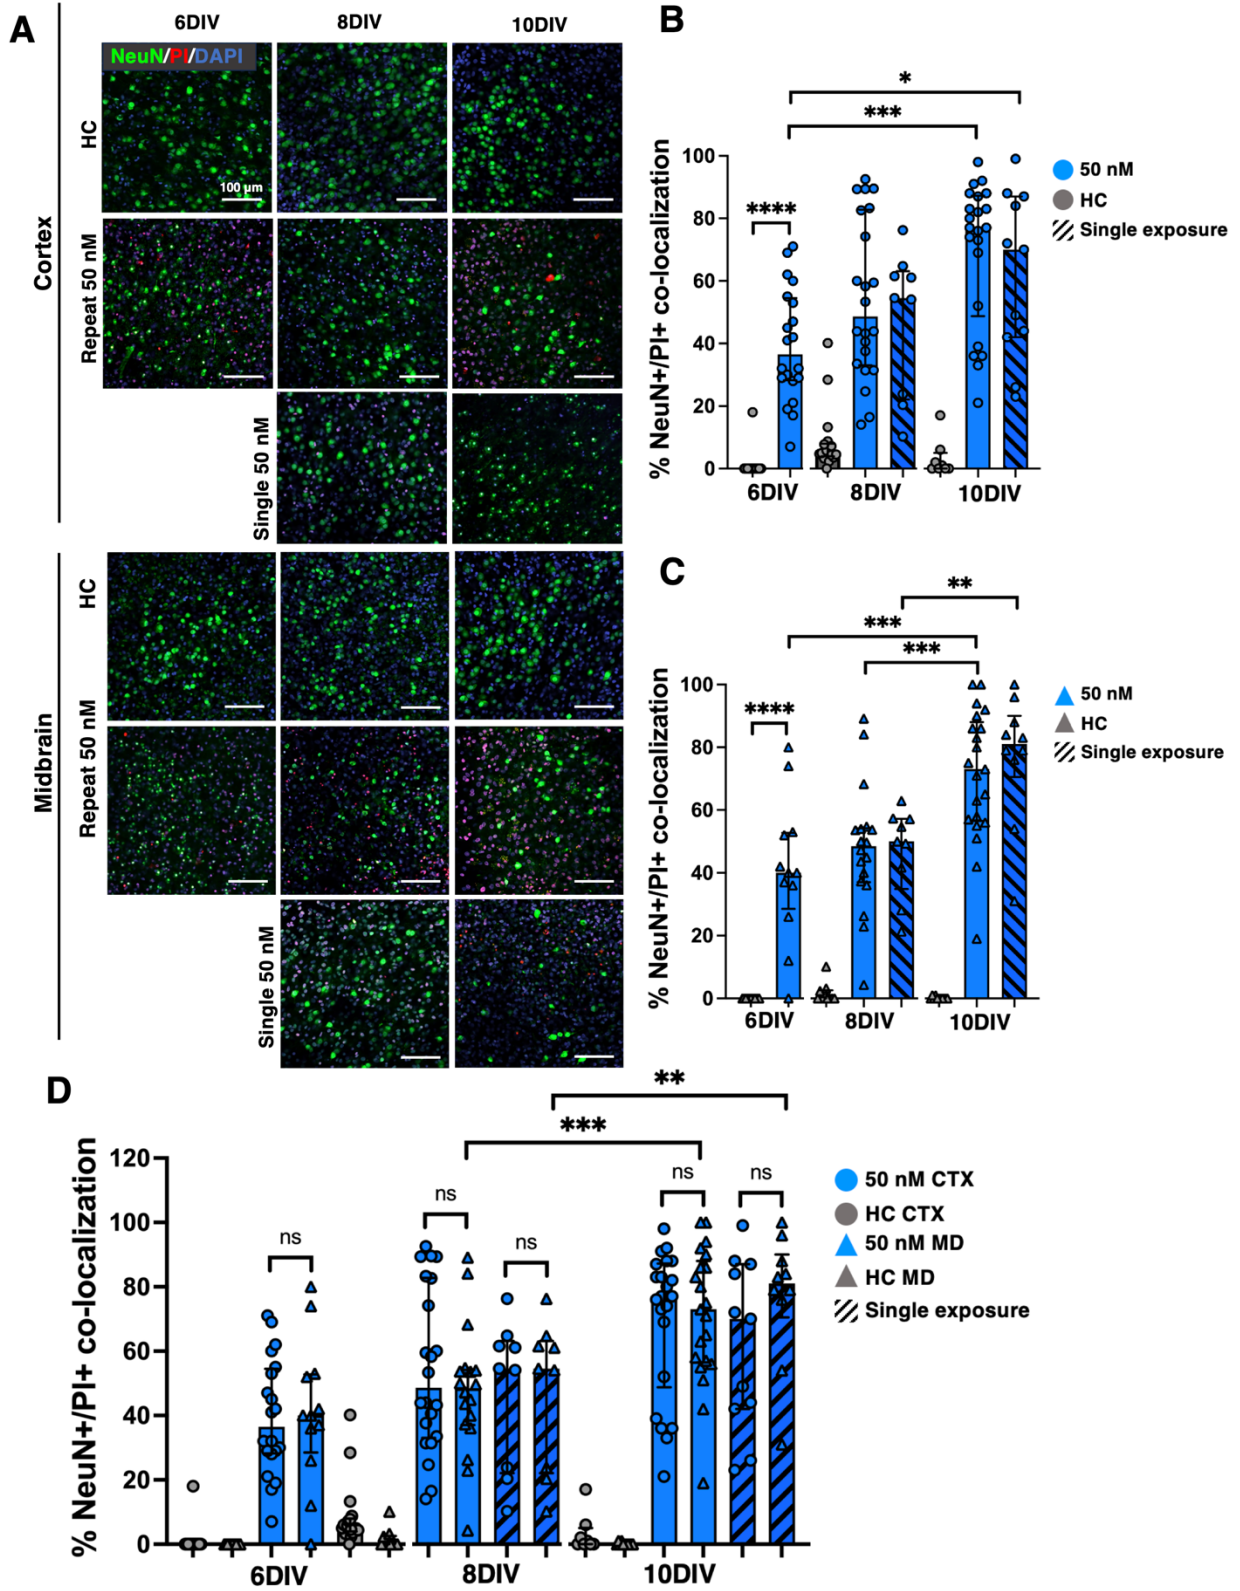 A
6DIV
8DIV
10DIV
NeuN/PI/DAPI
100 µm
Cortex
HC
Repeat 50 nM
Single 50 nM
Midbrain
HC
Repeat 50 nM
Single 50 nM
B
*
***
****
% NeuN+/PI+ co-localization
100
80
60
40
20
0
6DIV
8DIV
10DIV
50 nM
HC
Single exposure
C
**
***
***
****
% NeuN+/PI+ co-localization
100
80
60
40
20
0
6DIV
8DIV
10DIV
50 nM
HC
Single exposure
D
**
***
ns
ns
ns
ns
ns
% NeuN+/PI+ co-localization
120
100
80
60
40
20
0
6DIV
8DIV
10DIV
50 nM CTX
HC CTX
50 nM MD
HC MD
Single exposure